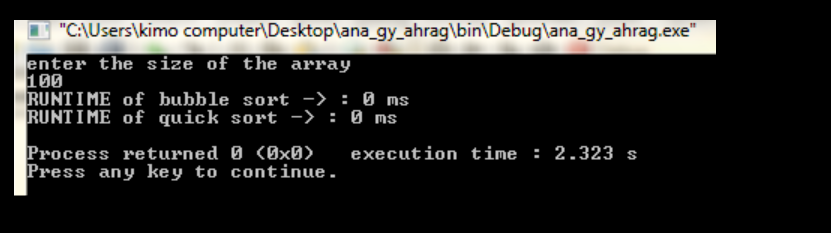 "C:\Users\kimo computer\Desktop\ana_gy_ahrag\bin\Debug\ana_gy_ahrag.exe"
enter the size of the array
100
RUNTIME of bubble sort -> : 0 ms
RUNTIME of quick sort -> : 0 ms
Process returned 0 (0x0)   execution time : 2.323 s
Press any key to continue.